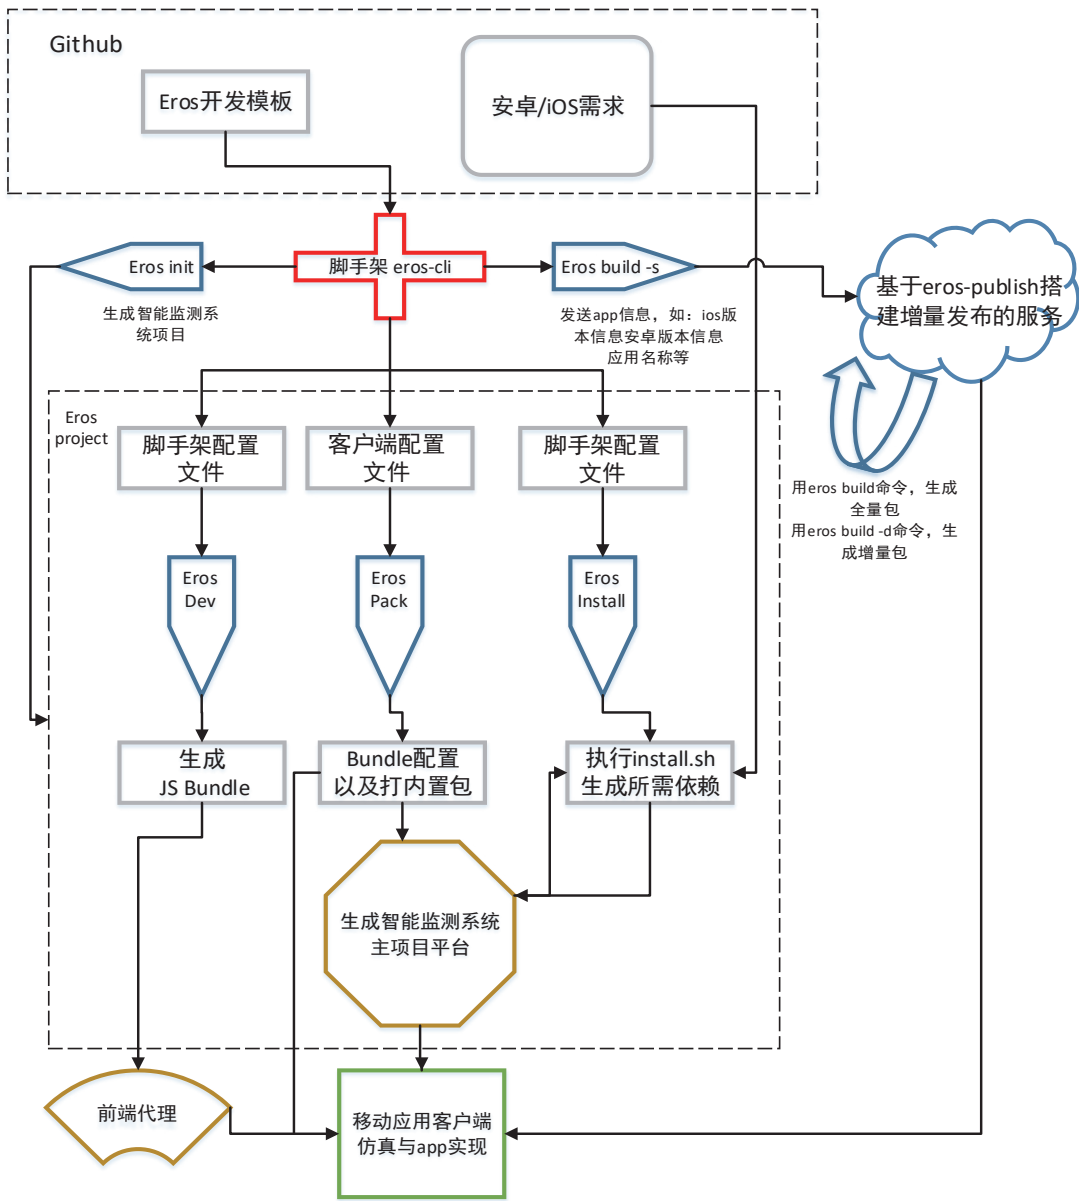 Github
Eros开发模板
安卓/iOS需求
Eros init
脚手架 eros-cli
Eros build -s
基于eros-publish搭
建增量发布的服务
生成智能监测系
统项目
发送app信息，如：ios版
本信息安卓版本信息
应用名称等
Eros
project
脚手架配置
文件
客户端配置
文件
脚手架配置
文件
用eros build命令，生成
全量包
用eros build -d命令，生
成增量包
Eros
Dev
Eros
Pack
Eros
Install
生成
JS Bundle
Bundle配置
以及打内置包
执行install.sh
生成所需依赖
生成智能监测系统
主项目平台
前端代理
移动应用客户端
仿真与app实现